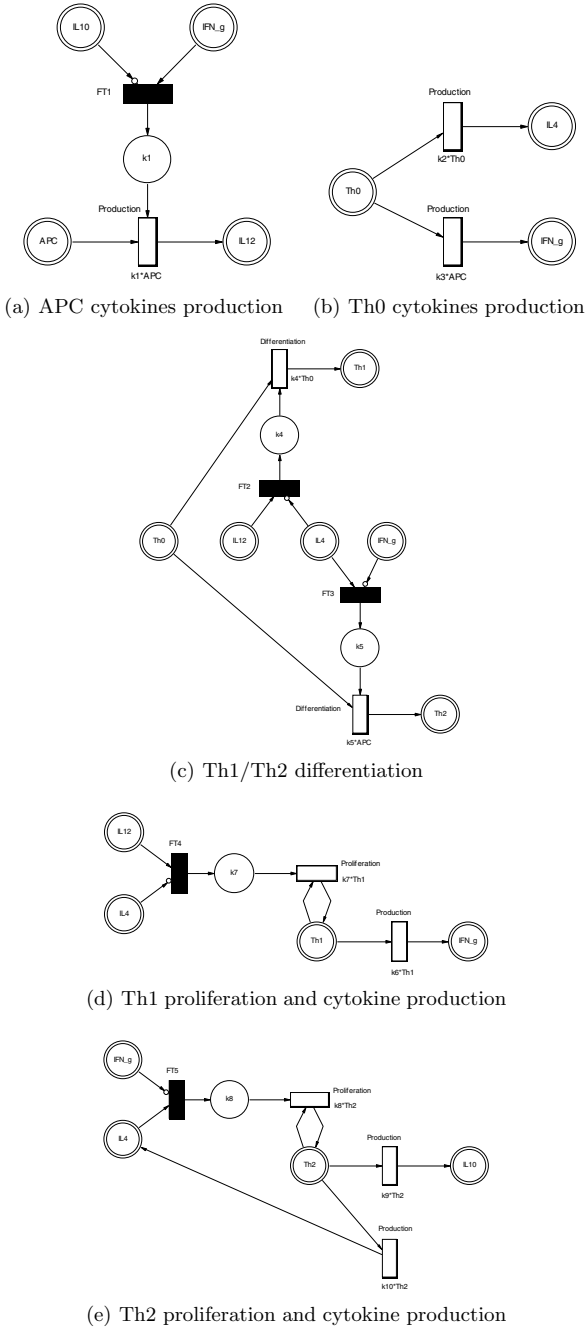 IL10
IFN_g
FT1
k1
Production
APC
IL12
k1*APC
(a) APC cytokines production
Production
IL4
k2*Th0
Th0
Production
IFN_g
k3*APC
(b) Th0 cytokines production
Differentiation
Th1
k4*Th0
k4
FT2
Th0
IL12
IL4
IFN_g
FT3
k5
Differentiation
Th2
k5*APC
(c) Th1/Th2 differentiation
IL12
FT4
k7
Proliferation
k7*Th1
IL4
Production
Th1
IFN_g
k6*Th1
(d) Th1 proliferation and cytokine production
IFN_g
FT5
k8
Proliferation
k8*Th2
IL4
Production
Th2
IL10
k9*Th2
Production
k10*Th2
(e) Th2 proliferation and cytokine production